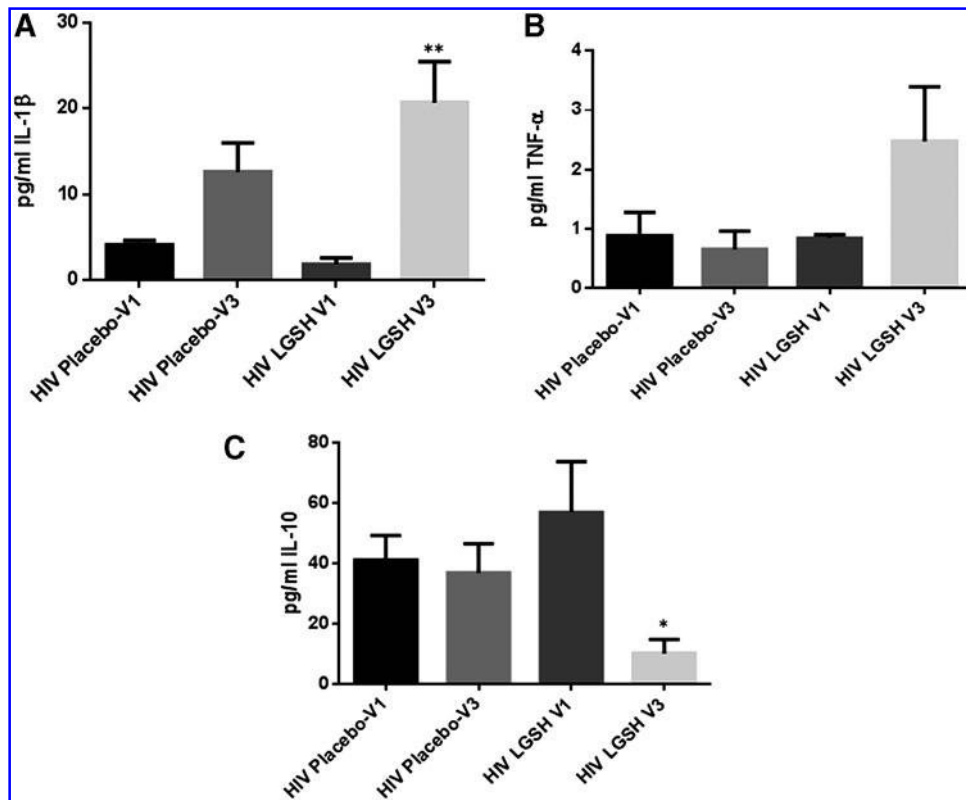 A
pg/ml IL-1β
30
20
10
0
**
HIV Placebo-V1
HIV Placebo-V3
HIV LGSH V1
HIV LGSH V3
B
pg/ml TNF-α
4
3
2
1
0
HIV Placebo-V1
HIV Placebo-V3
HIV LGSH V1
HIV LGSH V3
C
pg/ml IL-10
80
60
40
20
0
*
HIV Placebo-V1
HIV Placebo-V3
HIV LGSH V1
HIV LGSH V3